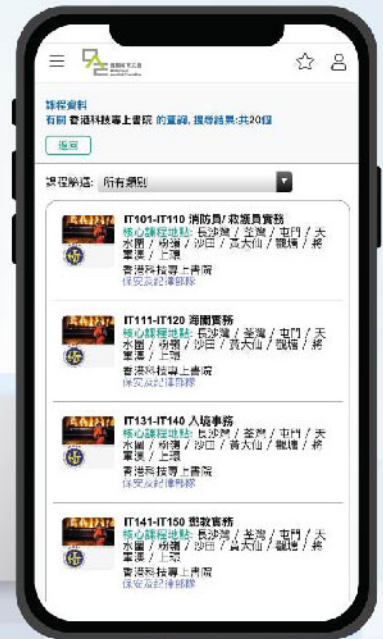 課程資料
有關 香港科技專上書院 的查詢, 搜尋結果:共20個
返回
課程篩選: 所有類別
IT101-IT110 消防員/ 救護員實務
核心課程地點: 長沙灣 / 荃灣 / 屯門 / 天
水圍 / 粉嶺 / 沙田 / 黃大仙 / 觀塘 / 將
軍澳 / 上環
香港科技專上書院
保安及紀律部隊
IT111-IT120 海關實務
核心課程地點: 長沙灣 / 荃灣 / 屯門 / 天
水圍 / 粉嶺 / 沙田 / 黃大仙 / 觀塘 / 將
軍澳 / 上環
香港科技專上書院
保安及紀律部隊
IT131-IT140 入境事務
核心課程地點: 長沙灣 / 荃灣 / 屯門 / 天
水圍 / 粉嶺 / 沙田 / 黃大仙 / 觀塘 / 將
軍澳 / 上環
香港科技專上書院
保安及紀律部隊
IT141-IT150 懲教實務
核心課程地點: 長沙灣 / 荃灣 / 屯門 / 天
水圍 / 粉嶺 / 沙田 / 黃大仙 / 觀塘 / 將
軍澳 / 上環
香港科技專上書院
保安及紀律部隊